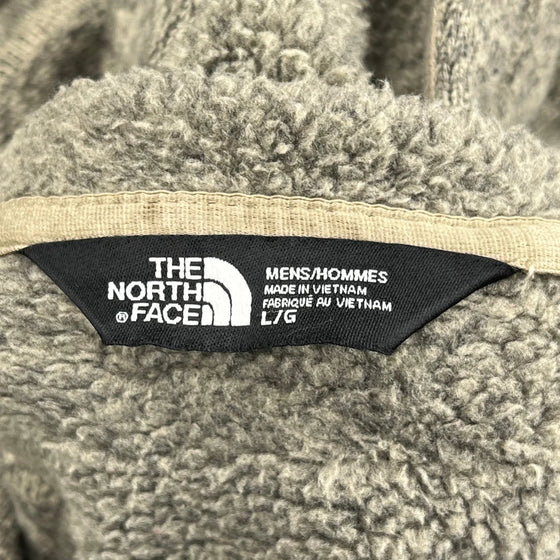 THE
NORTH
® FACE
MENS/HOMMES
MADE IN VIETNAM
FABRIQUÉ AU VIETNAM
L/G